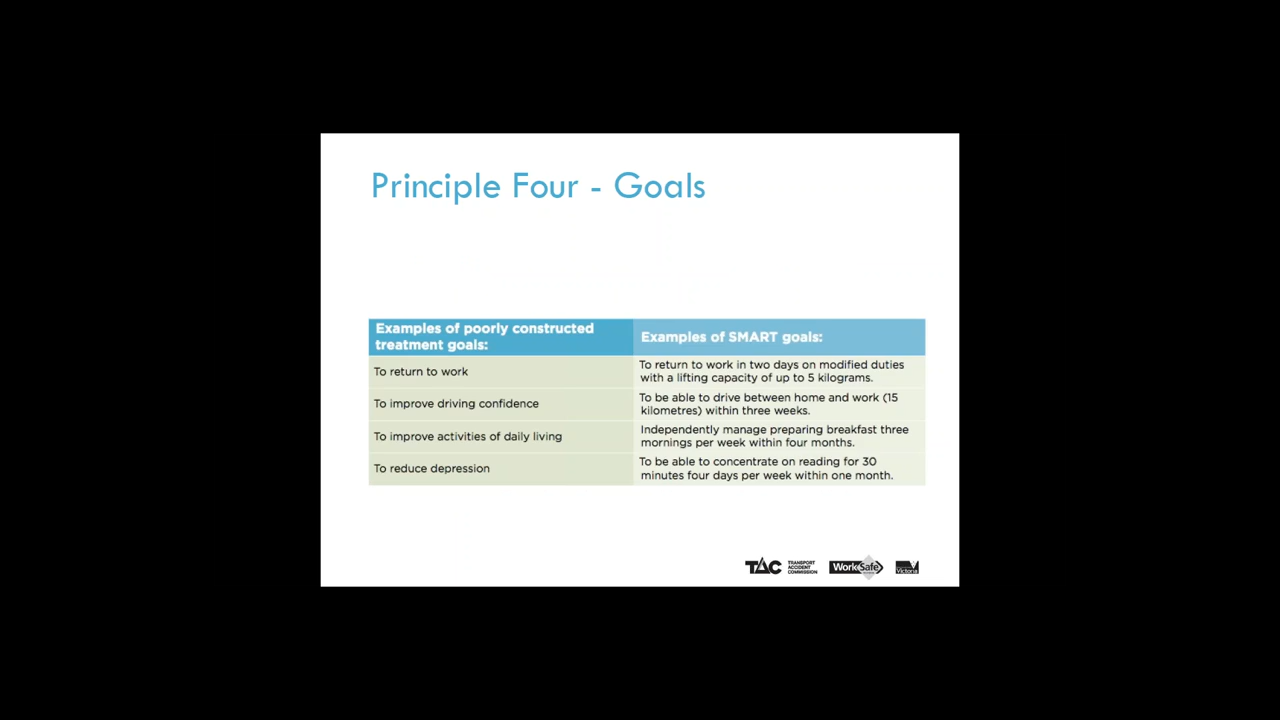 Principle Four - Goals
Examples of poorly constructed
treatment goals:
Examples of SMART goals:
To return to work
To return to work in two days on modified duties
with a lifting capacity of up to 5 kilograms.
To improve driving confidence
To be able to drive between home and work (15
kilometres) within three weeks.
To improve activities of daily living
Independently manage preparing breakfast three
mornings per week within four months.
To reduce depression
To be able to concentrate on reading for 30
minutes four days per week within one month.
TAC
TRANSPORT
ACCIDENT
COMMISSION
WorkSafe
Victoria